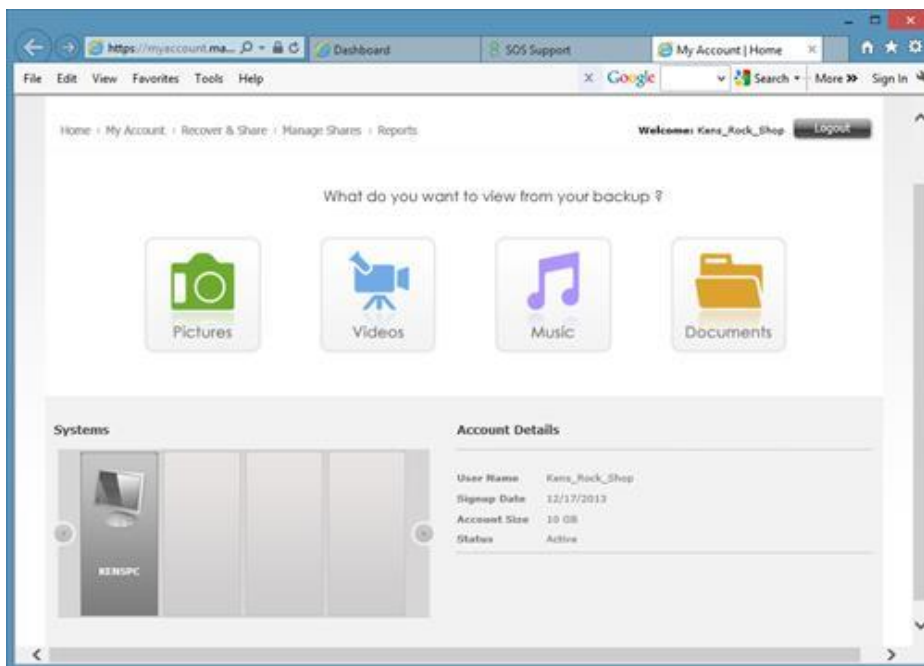 https://myaccount.ma...
Dashboard
SOS Support
My Account | Home
File Edit View Favorites Tools Help
x Google
Search
More »
Sign In
Home › My Account › Recover & Share › Manage Shares › Reports
Welcome: Kens_Rock_Shop
Logout
What do you want to view from your backup ?
Pictures
Videos
Music
Documents
Systems
KENSPC
Account Details
User Name Kens_Rock_Shop
Signup Date 12/17/2013
Account Size 10 GB
Status Active